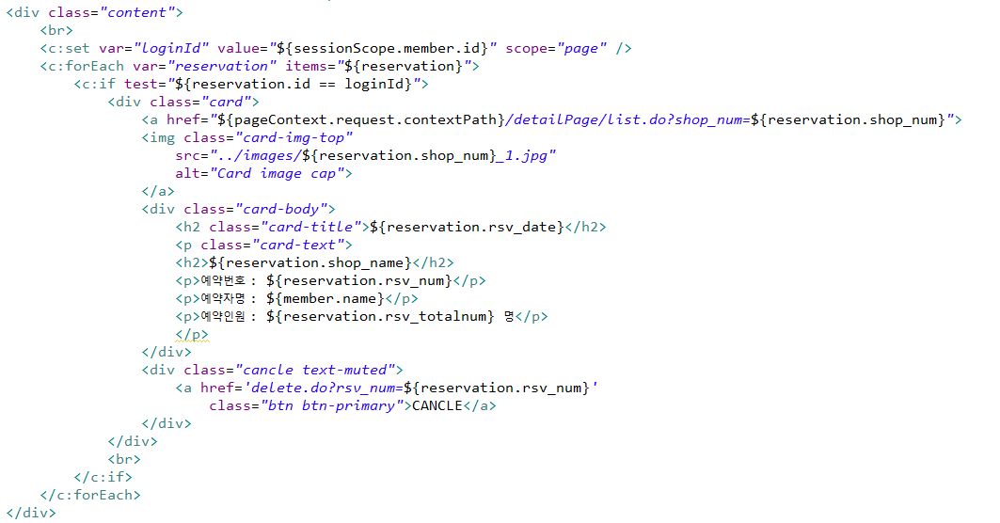 <div class="content">
    <br>
    <c:set var="loginId" value="${sessionScope.member.id}" scope="page" />
    <c:forEach var="reservation" items="${reservation}">
        <c:if test="${reservation.id == loginId}">
            <div class="card">
                <a href="${pageContext.request.contextPath}/detailPage/list.do?shop_num=${reservation.shop_num}">
                <img class="card-img-top"
                    src="../images/${reservation.shop_num}_1.jpg"
                    alt="Card image cap">
                </a>
                <div class="card-body">
                    <h2 class="card-title">${reservation.rsv_date}</h2>
                    <p class="card-text">
                    <h2>${reservation.shop_name}</h2>
                    <p>예약번호 : ${reservation.rsv_num}</p>
                    <p>예약자명 : ${member.name}</p>
                    <p>예약인원 : ${reservation.rsv_totalnum} 명</p>
                    </p>
                </div>
                <div class="cancle text-muted">
                    <a href='delete.do?rsv_num=${reservation.rsv_num}'
                        class="btn btn-primary">CANCLE</a>
                </div>
            </div>
            <br>
        </c:if>
    </c:forEach>
</div>